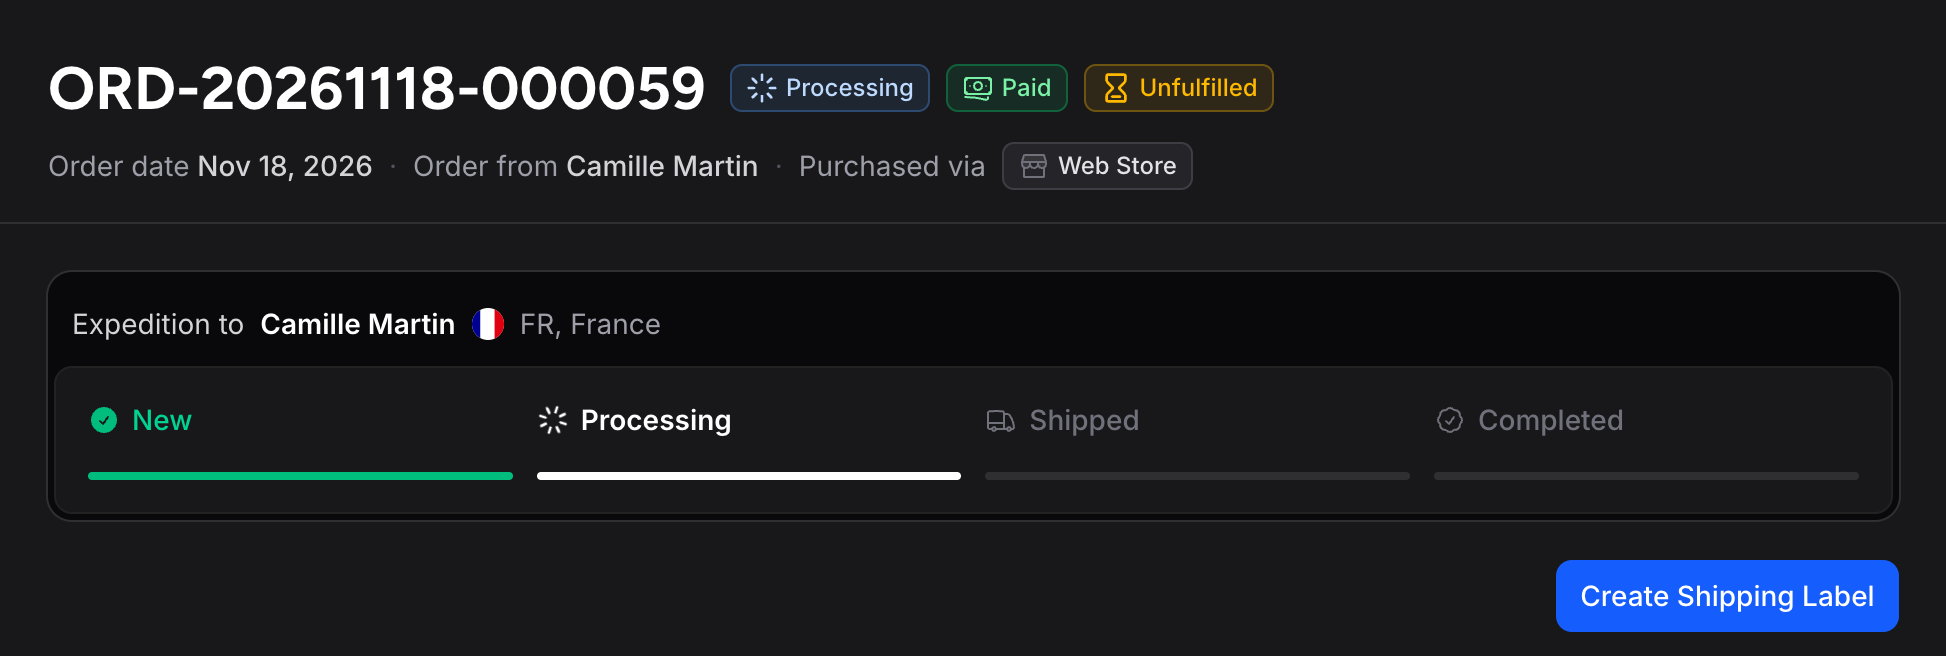 ORD-20261118-000059 Processing Paid Unfulfilled
Order date Nov 18, 2026 · Order from Camille Martin · Purchased via Web Store
Expedition to Camille Martin FR, France
New Processing Shipped Completed
Create Shipping Label